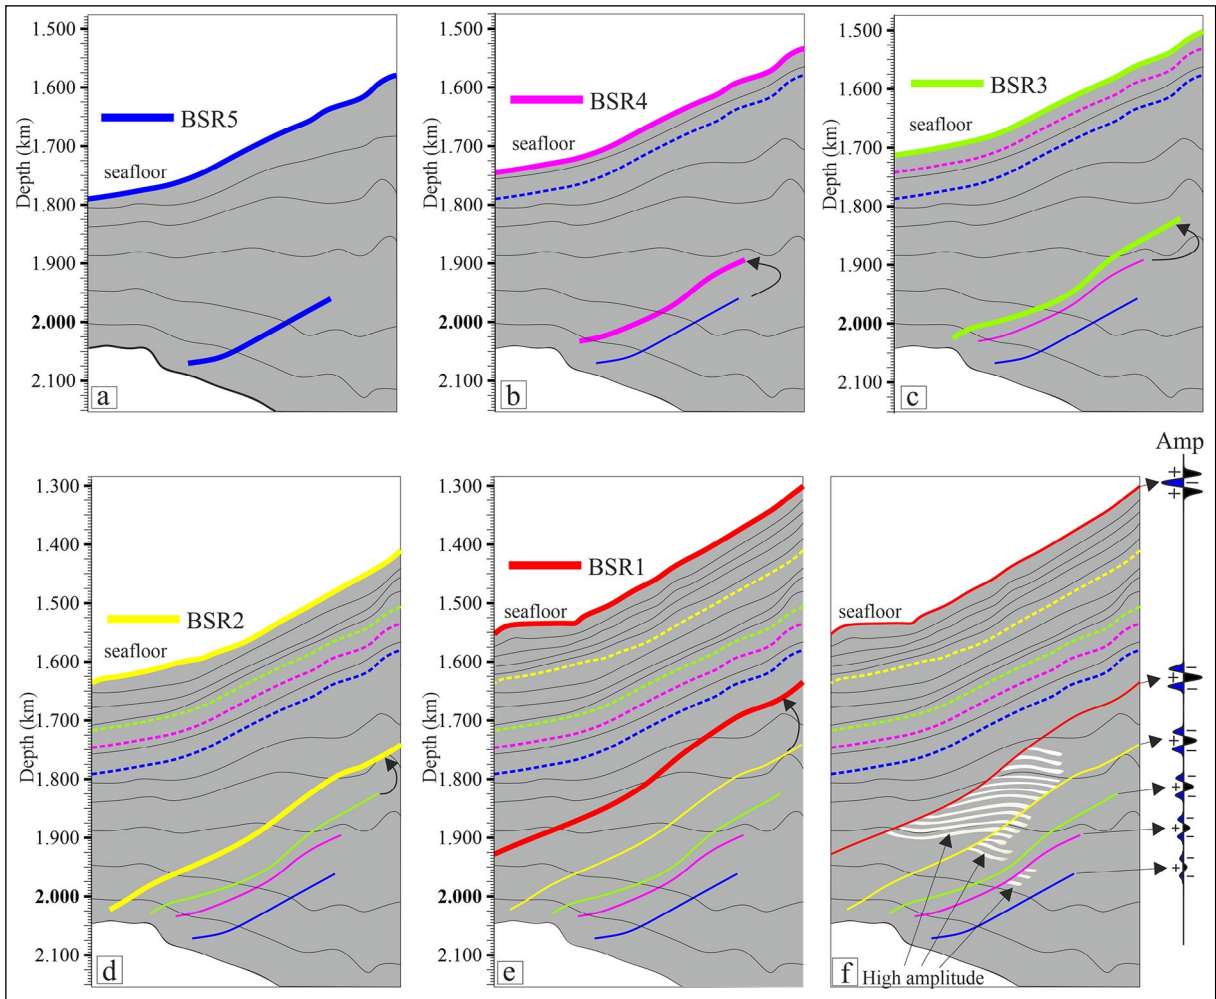 1.500
1.600
1.700
1.800
1.900
2.000
2.100
Depth (km)
BSR5
seafloor
a
1.500
1.600
1.700
1.800
1.900
2.000
2.100
Depth (km)
BSR4
seafloor
b
1.500
1.600
1.700
1.800
1.900
2.000
2.100
Depth (km)
BSR3
seafloor
c
1.300
1.400
1.500
1.600
1.700
1.800
1.900
2.000
2.100
Depth (km)
BSR2
seafloor
d
1.300
1.400
1.500
1.600
1.700
1.800
1.900
2.000
2.100
Depth (km)
BSR1
seafloor
e
Amp
+
−
+
seafloor
−
+
−
−
+
−
−
+
−
−
+
−
−
+
−
f
High amplitude